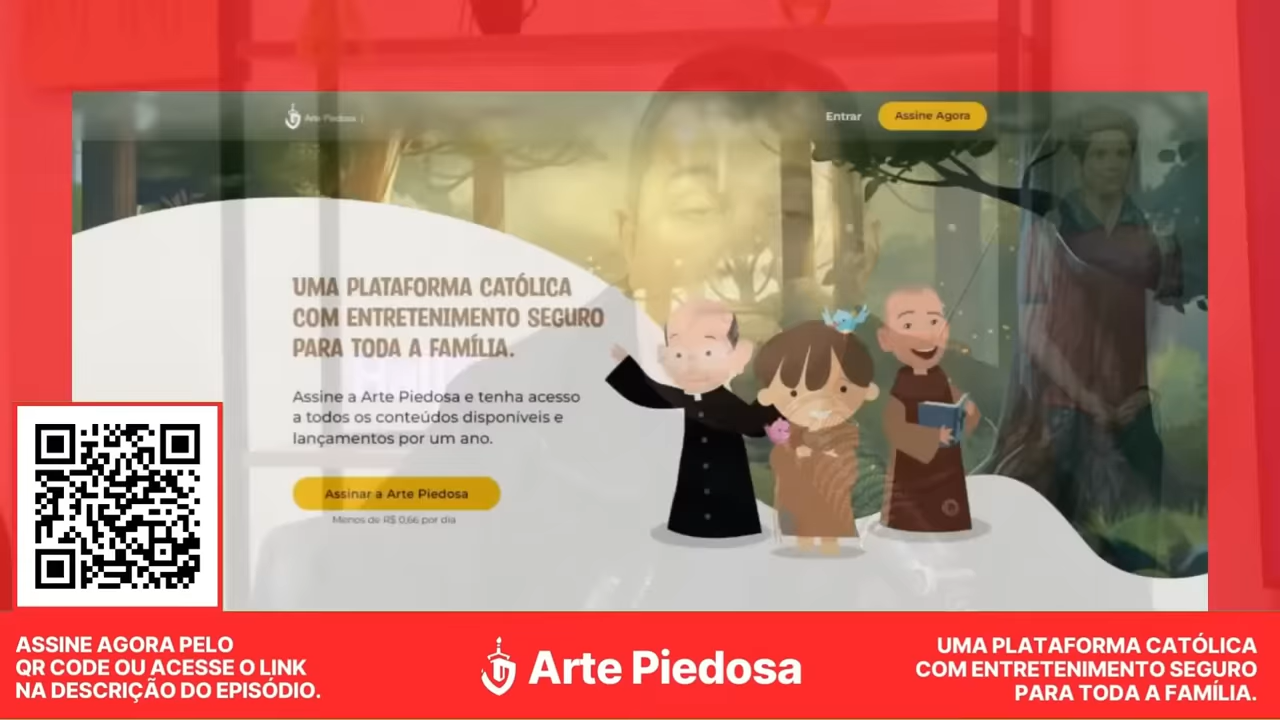 Arte Piedosa
Entrar
Assine Agora
UMA PLATAFORMA CATÓLICA
COM ENTRETENIMENTO SEGURO
PARA TODA A FAMÍLIA.
Assine a Arte Piedosa e tenha acesso
a todos os conteúdos disponíveis e
lançamentos por um ano.
Assinar a Arte Piedosa
Menos de R$ 0,66 por dia
ASSINE AGORA PELO
QR CODE OU ACESSE O LINK
NA DESCRIÇÃO DO EPISÓDIO.
Arte Piedosa
UMA PLATAFORMA CATÓLICA
COM ENTRETENIMENTO SEGURO
PARA TODA A FAMÍLIA.